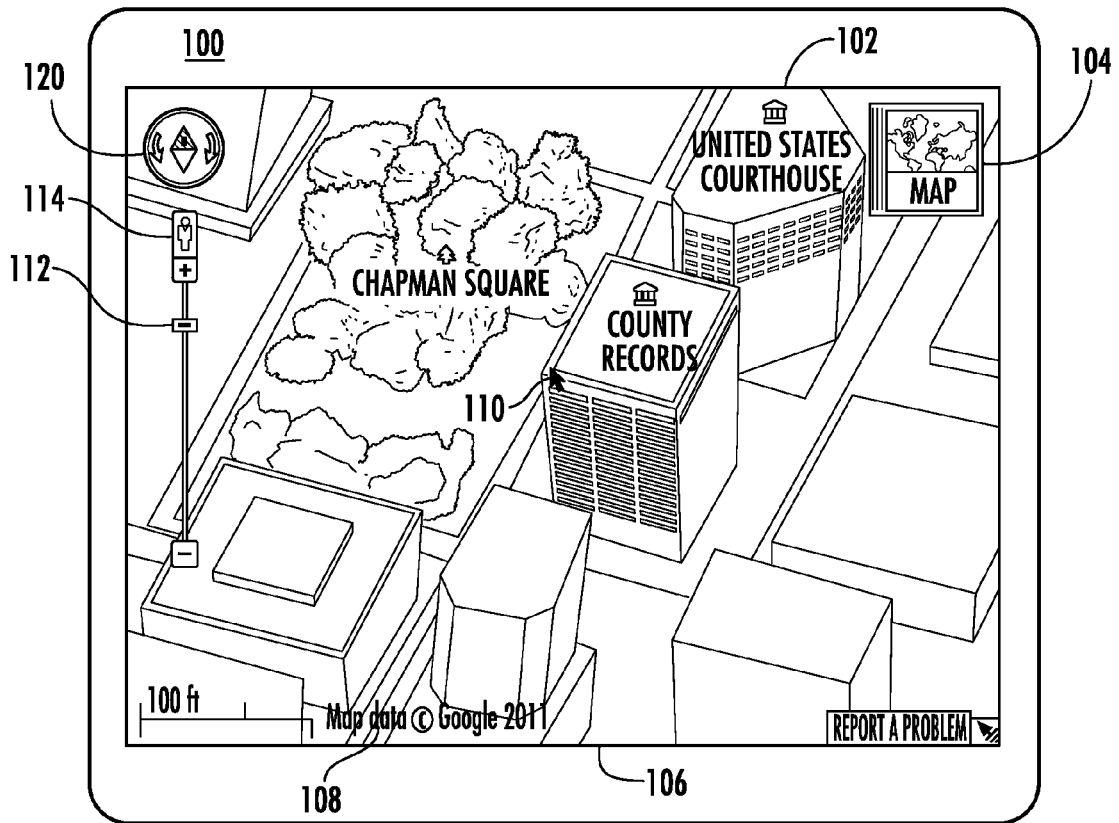 100
102
104
120
114
112
+
−
−
UNITED STATES
COURTHOUSE
MAP
CHAPMAN SQUARE
COUNTY
RECORDS
110
100 ft
Map data © Google 2011
REPORT A PROBLEM
108
106